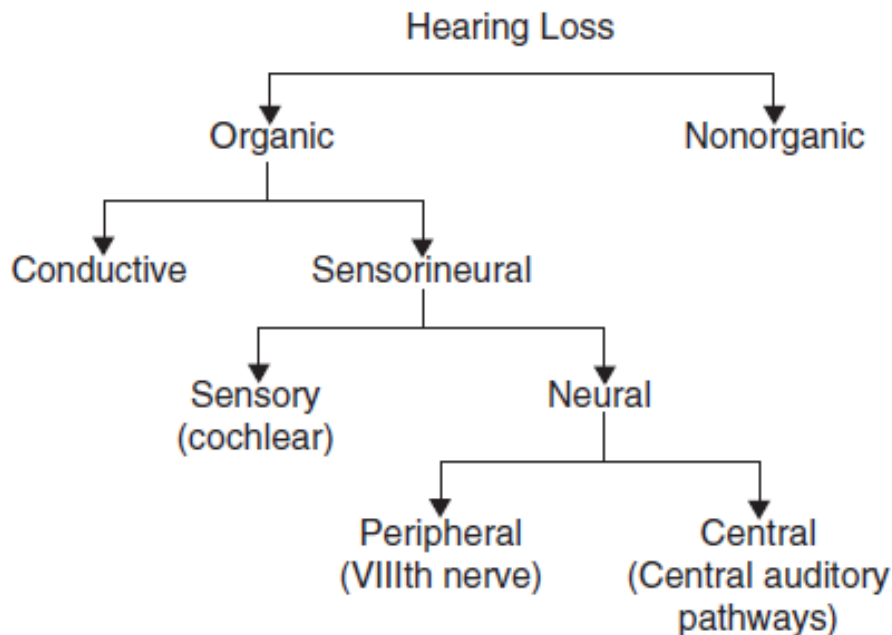 Hearing Loss
Organic
Nonorganic
Conductive
Sensorineural
Sensory
(cochlear)
Neural
Peripheral
(VIIIth nerve)
Central
(Central auditory
pathways)